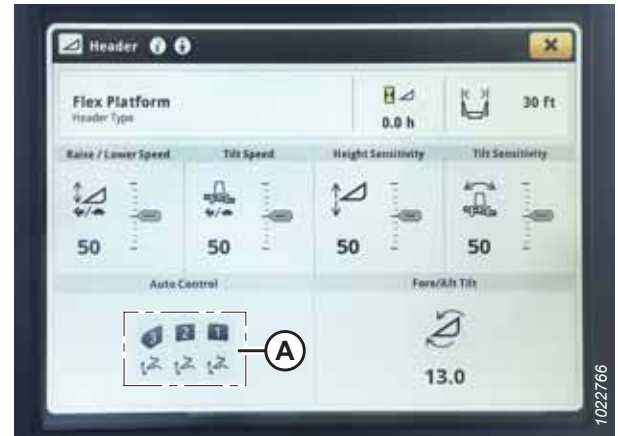 Header
Flex Platform
Header Type
0.0 h
30 ft
Raise / Lower Speed
Tilt Speed
Height Sensitivity
Tilt Sensitivity
50
50
50
50
Auto Control
Fore/Aft Tilt
3 2 1
A
13.0
1022766